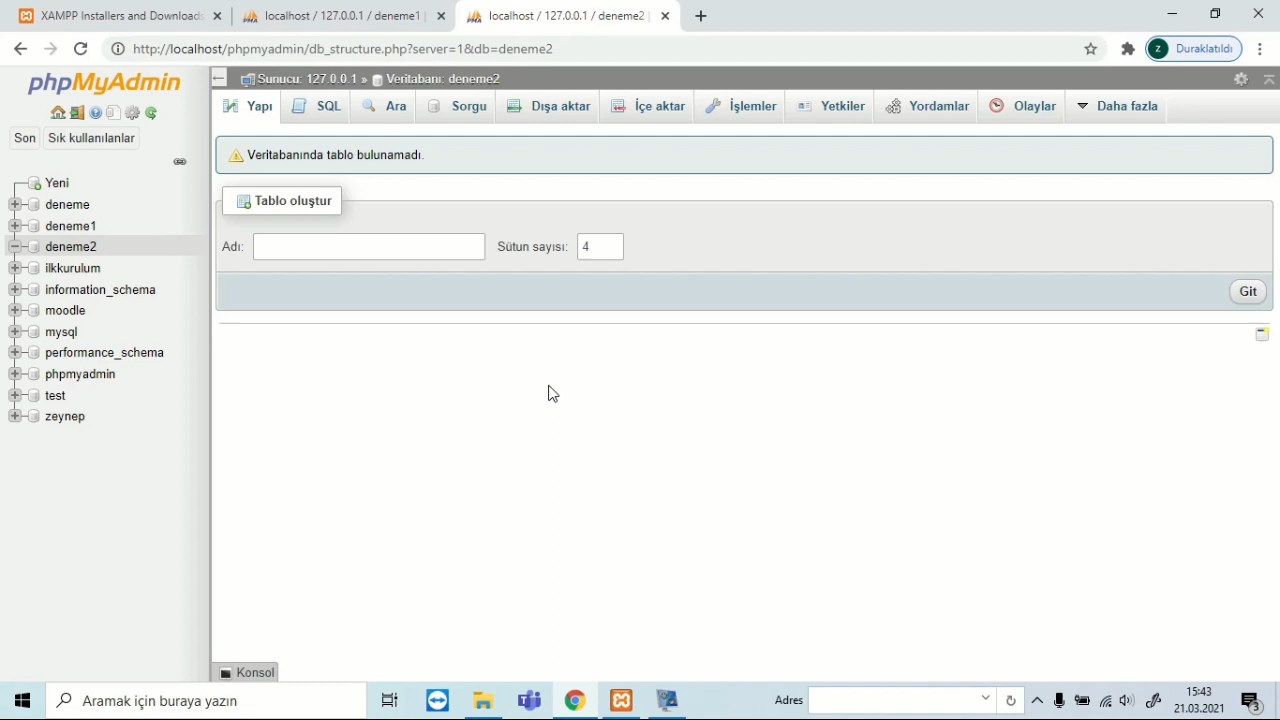 XAMPP Installers and Downloads
localhost / 127.0.0.1 / deneme1
localhost / 127.0.0.1 / deneme2
http://localhost/phpmyadmin/db_structure.php?server=1&db=deneme2
z Duraklatıldı
phpMyAdmin
Son Sık kullanılanlar
Yeni
deneme
deneme1
deneme2
ilkkurulum
information_schema
moodle
mysql
performance_schema
phpmyadmin
test
zeynep
Sunucu: 127.0.0.1 » Veritabanı: deneme2
Yapı SQL Ara Sorgu Dışa aktar İçe aktar İşlemler Yetkiler Yordamlar Olaylar Daha fazla
Veritabanında tablo bulunamadı.
Tablo oluştur
Adı: Sütun sayısı: 4
Git
Konsol
Aramak için buraya yazın
Adres
15:43
21.03.2021
3